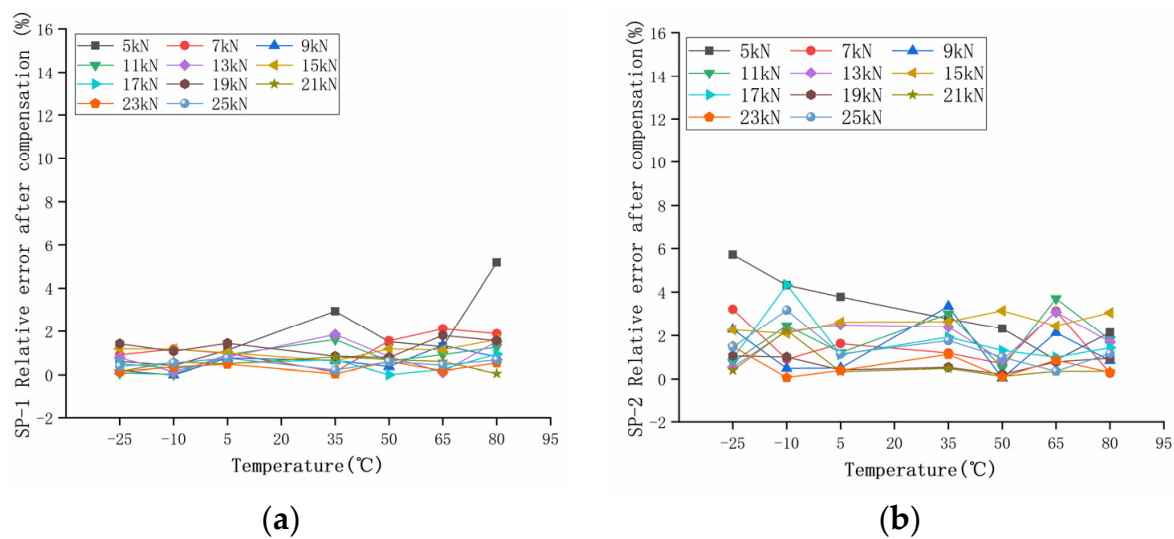 SP-1 Relative error after compensation (%)
16
14
12
10
8
6
4
2
0
-2
5kN 7kN 9kN
11kN 13kN 15kN
17kN 19kN 21kN
23kN 25kN
-25 -10 5 20 35 50 65 80 95
Temperature(℃)
(a)
SP-2 Relative error after compensation(%)
16
14
12
10
8
6
4
2
0
-2
5kN 7kN 9kN
11kN 13kN 15kN
17kN 19kN 21kN
23kN 25kN
-25 -10 5 20 35 50 65 80 95
Temperature(℃)
(b)